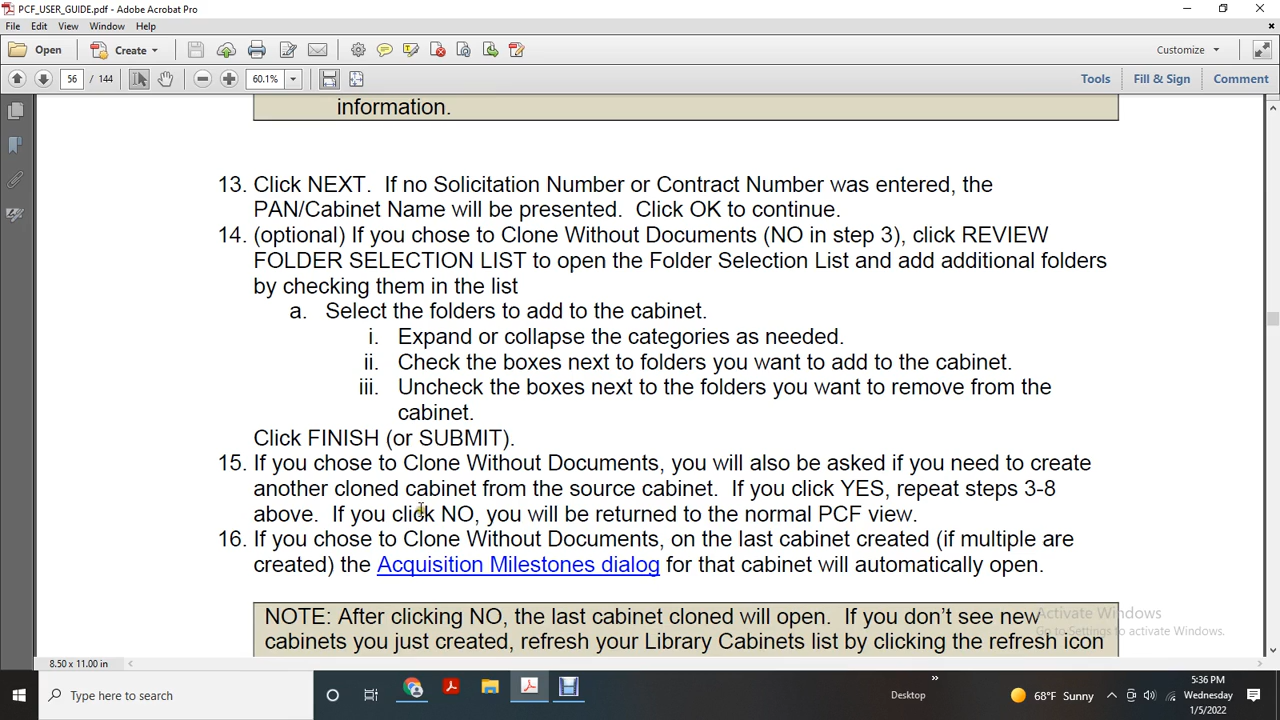 PCF_USER_GUIDE.pdf - Adobe Acrobat Pro
File Edit View Window Help
Open Create Customize
56 / 144 60.1% Tools Fill & Sign Comment
information.
13. Click NEXT. If no Solicitation Number or Contract Number was entered, the
PAN/Cabinet Name will be presented. Click OK to continue.
14. (optional) If you chose to Clone Without Documents (NO in step 3), click REVIEW
FOLDER SELECTION LIST to open the Folder Selection List and add additional folders
by checking them in the list
a. Select the folders to add to the cabinet.
i. Expand or collapse the categories as needed.
ii. Check the boxes next to folders you want to add to the cabinet.
iii. Uncheck the boxes next to the folders you want to remove from the
cabinet.
Click FINISH (or SUBMIT).
15. If you chose to Clone Without Documents, you will also be asked if you need to create
another cloned cabinet from the source cabinet. If you click YES, repeat steps 3-8
above. If you click NO, you will be returned to the normal PCF view.
16. If you chose to Clone Without Documents, on the last cabinet created (if multiple are
created) the Acquisition Milestones dialog for that cabinet will automatically open.
NOTE: After clicking NO, the last cabinet cloned will open. If you don't see new
cabinets you just created, refresh your Library Cabinets list by clicking the refresh icon
Activate Windows
Go to Settings to activate Windows.
8.50 x 11.00 in
Type here to search
Desktop
68°F Sunny
5:36 PM
Wednesday
1/5/2022